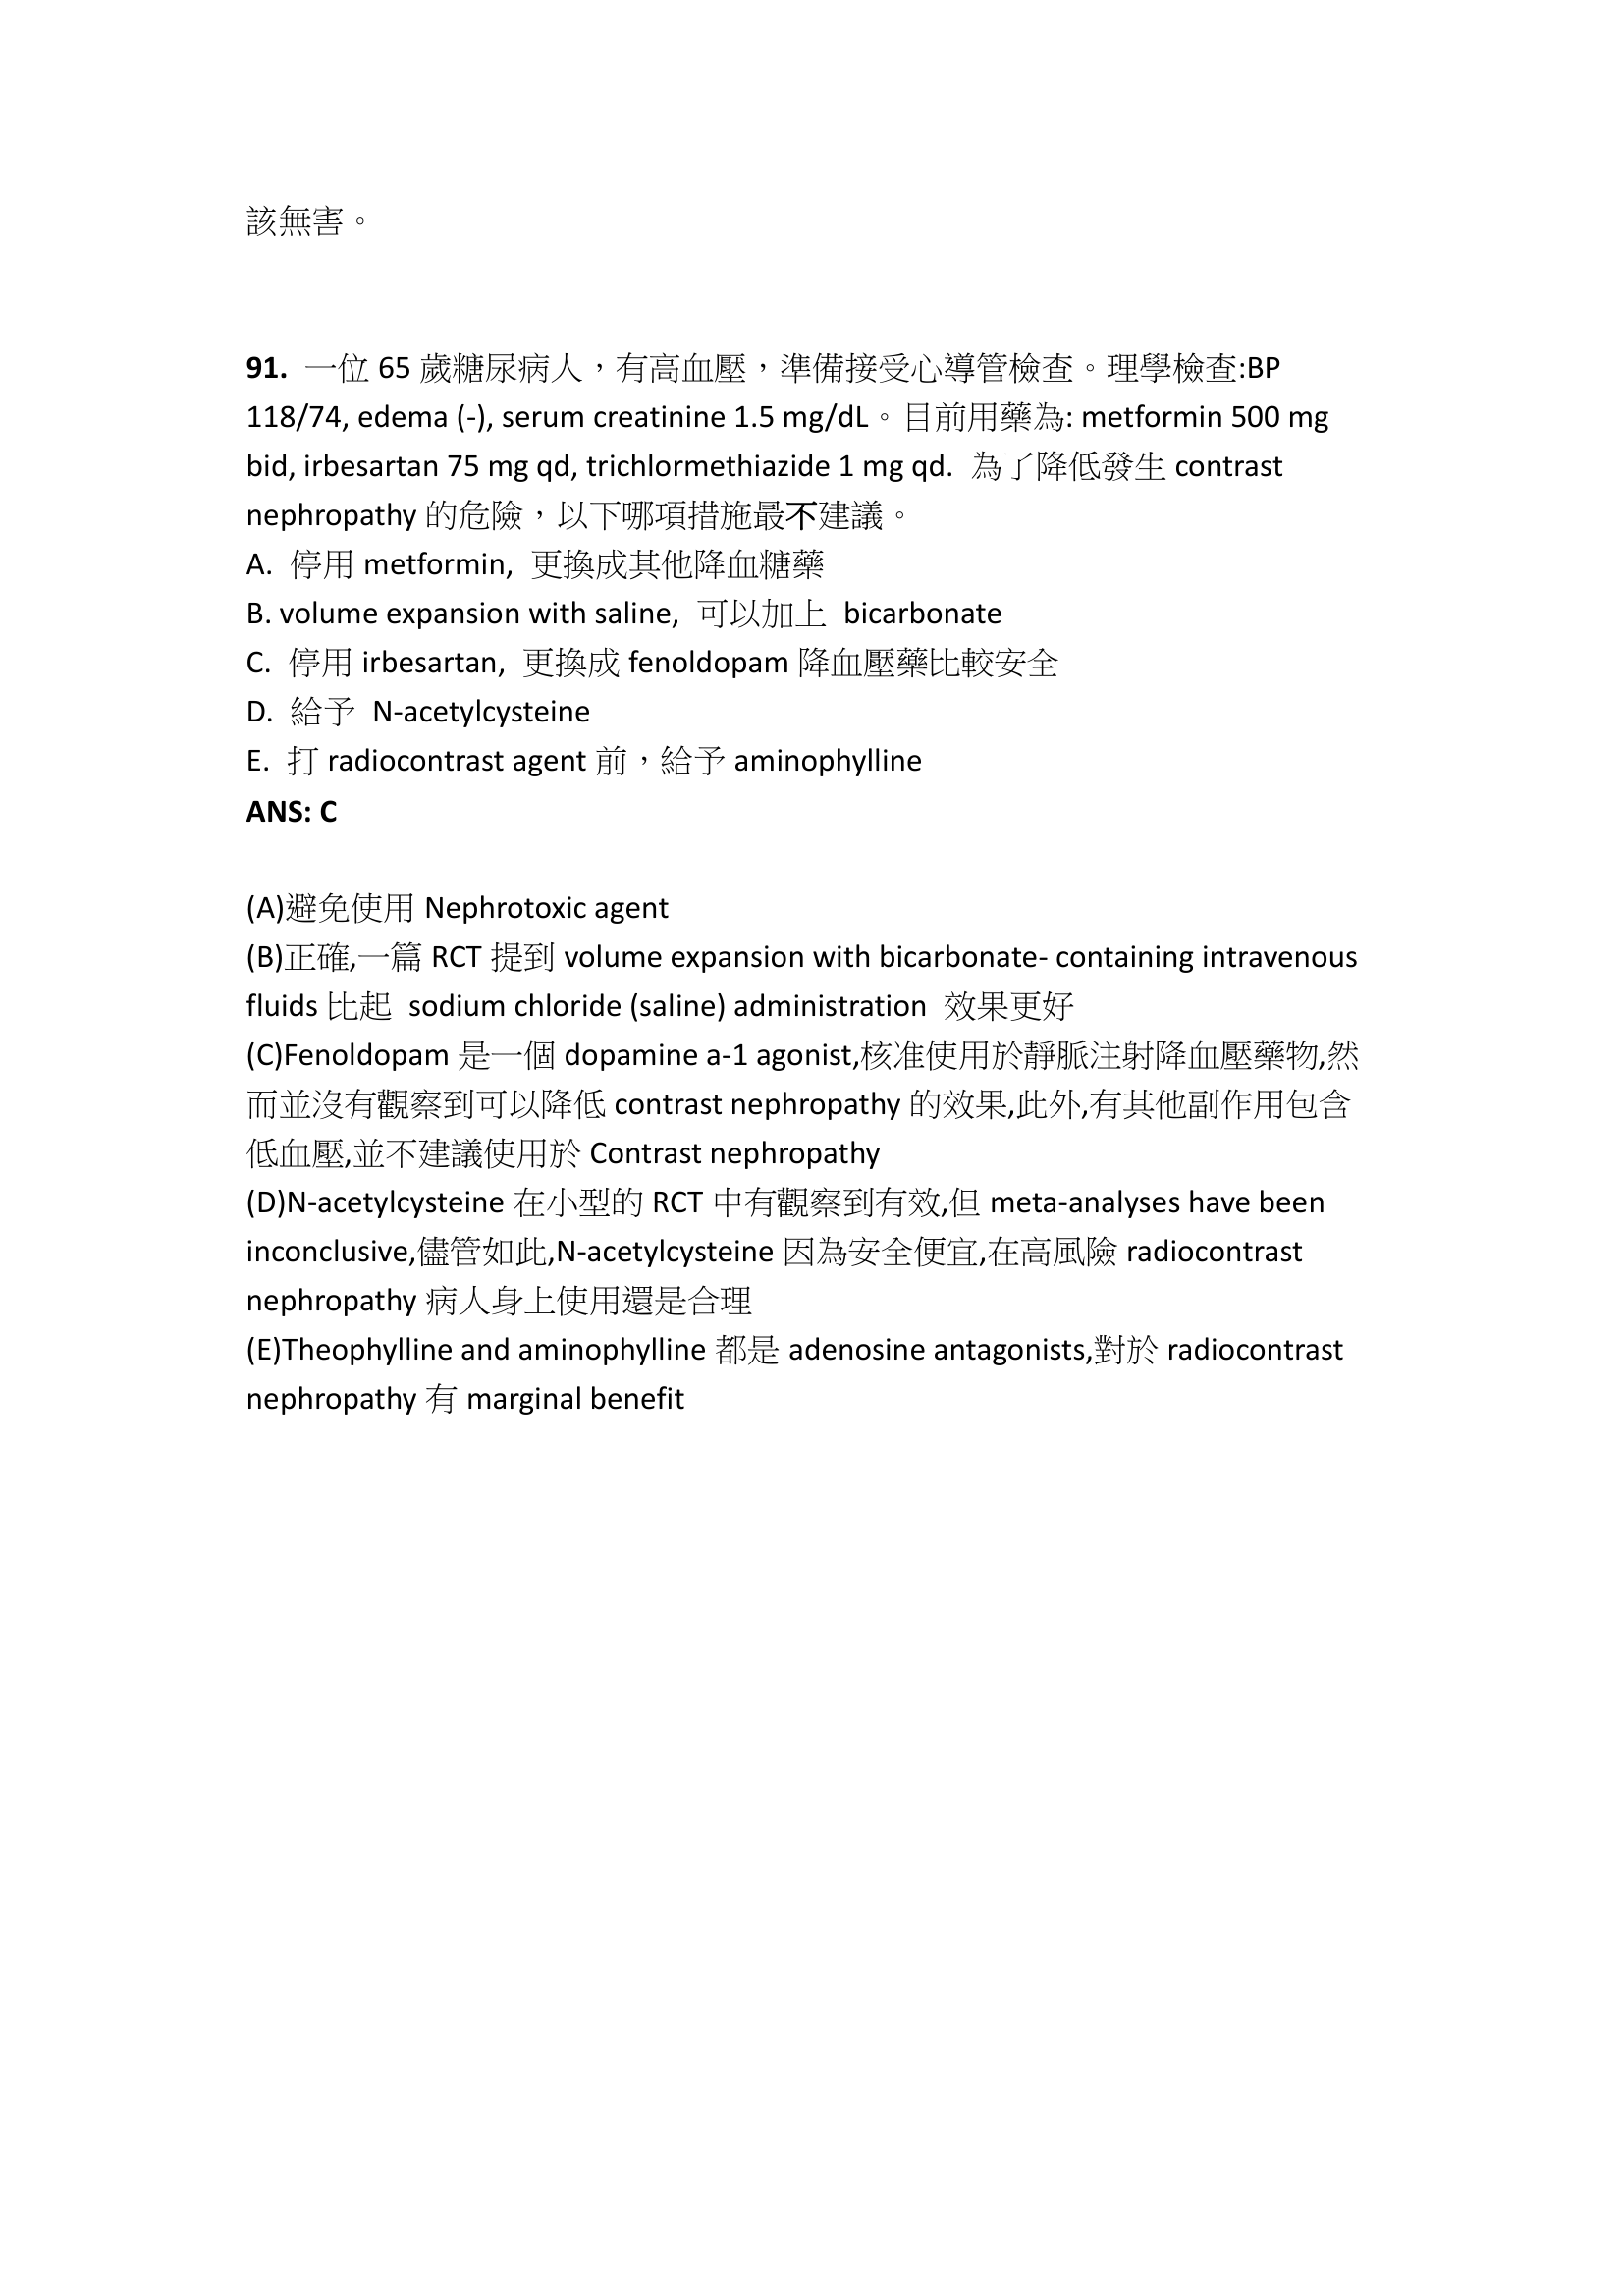 該無害。
91. 一位 65 歲糖尿病人，有高血壓，準備接受心導管檢查。理學檢查:BP
118/74, edema (-), serum creatinine 1.5 mg/dL。目前用藥為: metformin 500 mg
bid, irbesartan 75 mg qd, trichlormethiazide 1 mg qd. 為了降低發生 contrast
nephropathy 的危險，以下哪項措施最不建議。
A. 停用 metformin, 更換成其他降血糖藥
B. volume expansion with saline, 可以加上 bicarbonate
C. 停用 irbesartan, 更換成 fenoldopam 降血壓藥比較安全
D. 給予 N-acetylcysteine
E. 打 radiocontrast agent 前，給予 aminophylline
ANS: C
(A)避免使用 Nephrotoxic agent
(B)正確,一篇 RCT 提到 volume expansion with bicarbonate- containing intravenous
fluids 比起 sodium chloride (saline) administration 效果更好
(C)Fenoldopam 是一個 dopamine a-1 agonist,核准使用於靜脈注射降血壓藥物,然
而並沒有觀察到可以降低 contrast nephropathy 的效果,此外,有其他副作用包含
低血壓,並不建議使用於 Contrast nephropathy
(D)N-acetylcysteine 在小型的 RCT 中有觀察到有效,但 meta-analyses have been
inconclusive,儘管如此,N-acetylcysteine 因為安全便宜,在高風險 radiocontrast
nephropathy 病人身上使用還是合理
(E)Theophylline and aminophylline 都是 adenosine antagonists,對於 radiocontrast
nephropathy 有 marginal benefit